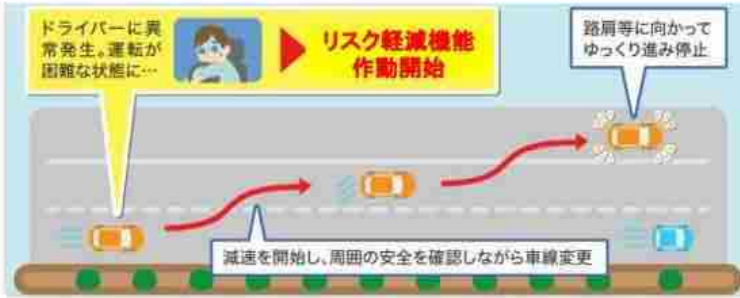 ドライバーに異
常発生。運転が
困難な状態に…
リスク軽減機能
作動開始
路肩等に向かって
ゆっくり進み停止
減速を開始し、周囲の安全を確認しながら車線変更